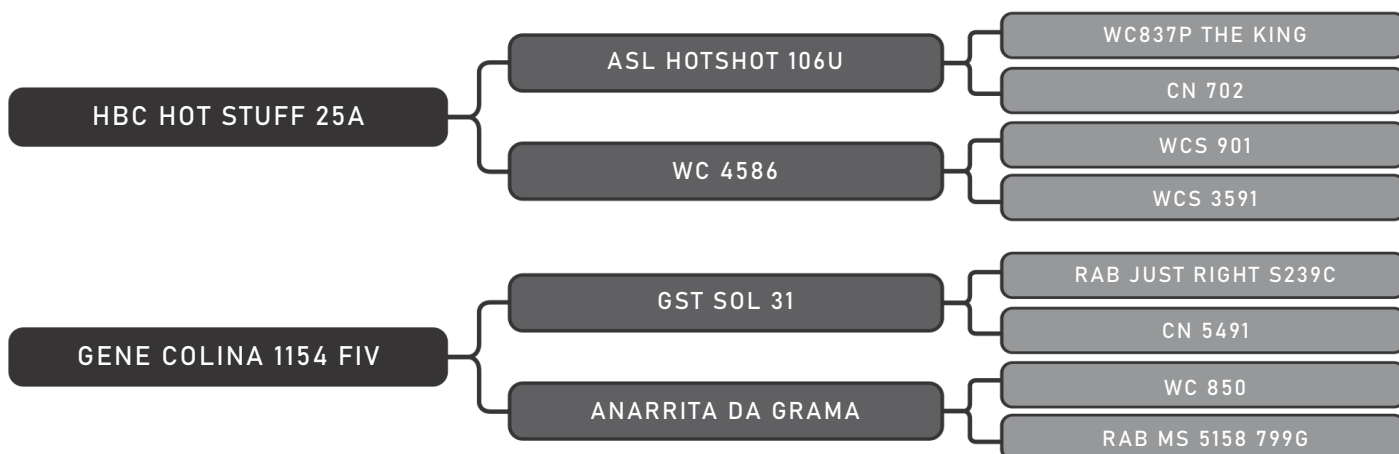 HBC HOT STUFF 25A
ASL HOTSHOT 106U
WC837P THE KING
CN 702
WC 4586
WCS 901
WCS 3591
GENE COLINA 1154 FIV
GST SOL 31
RAB JUST RIGHT S239C
CN 5491
ANARRITA DA GRAMA
WC 850
RAB MS 5158 799G